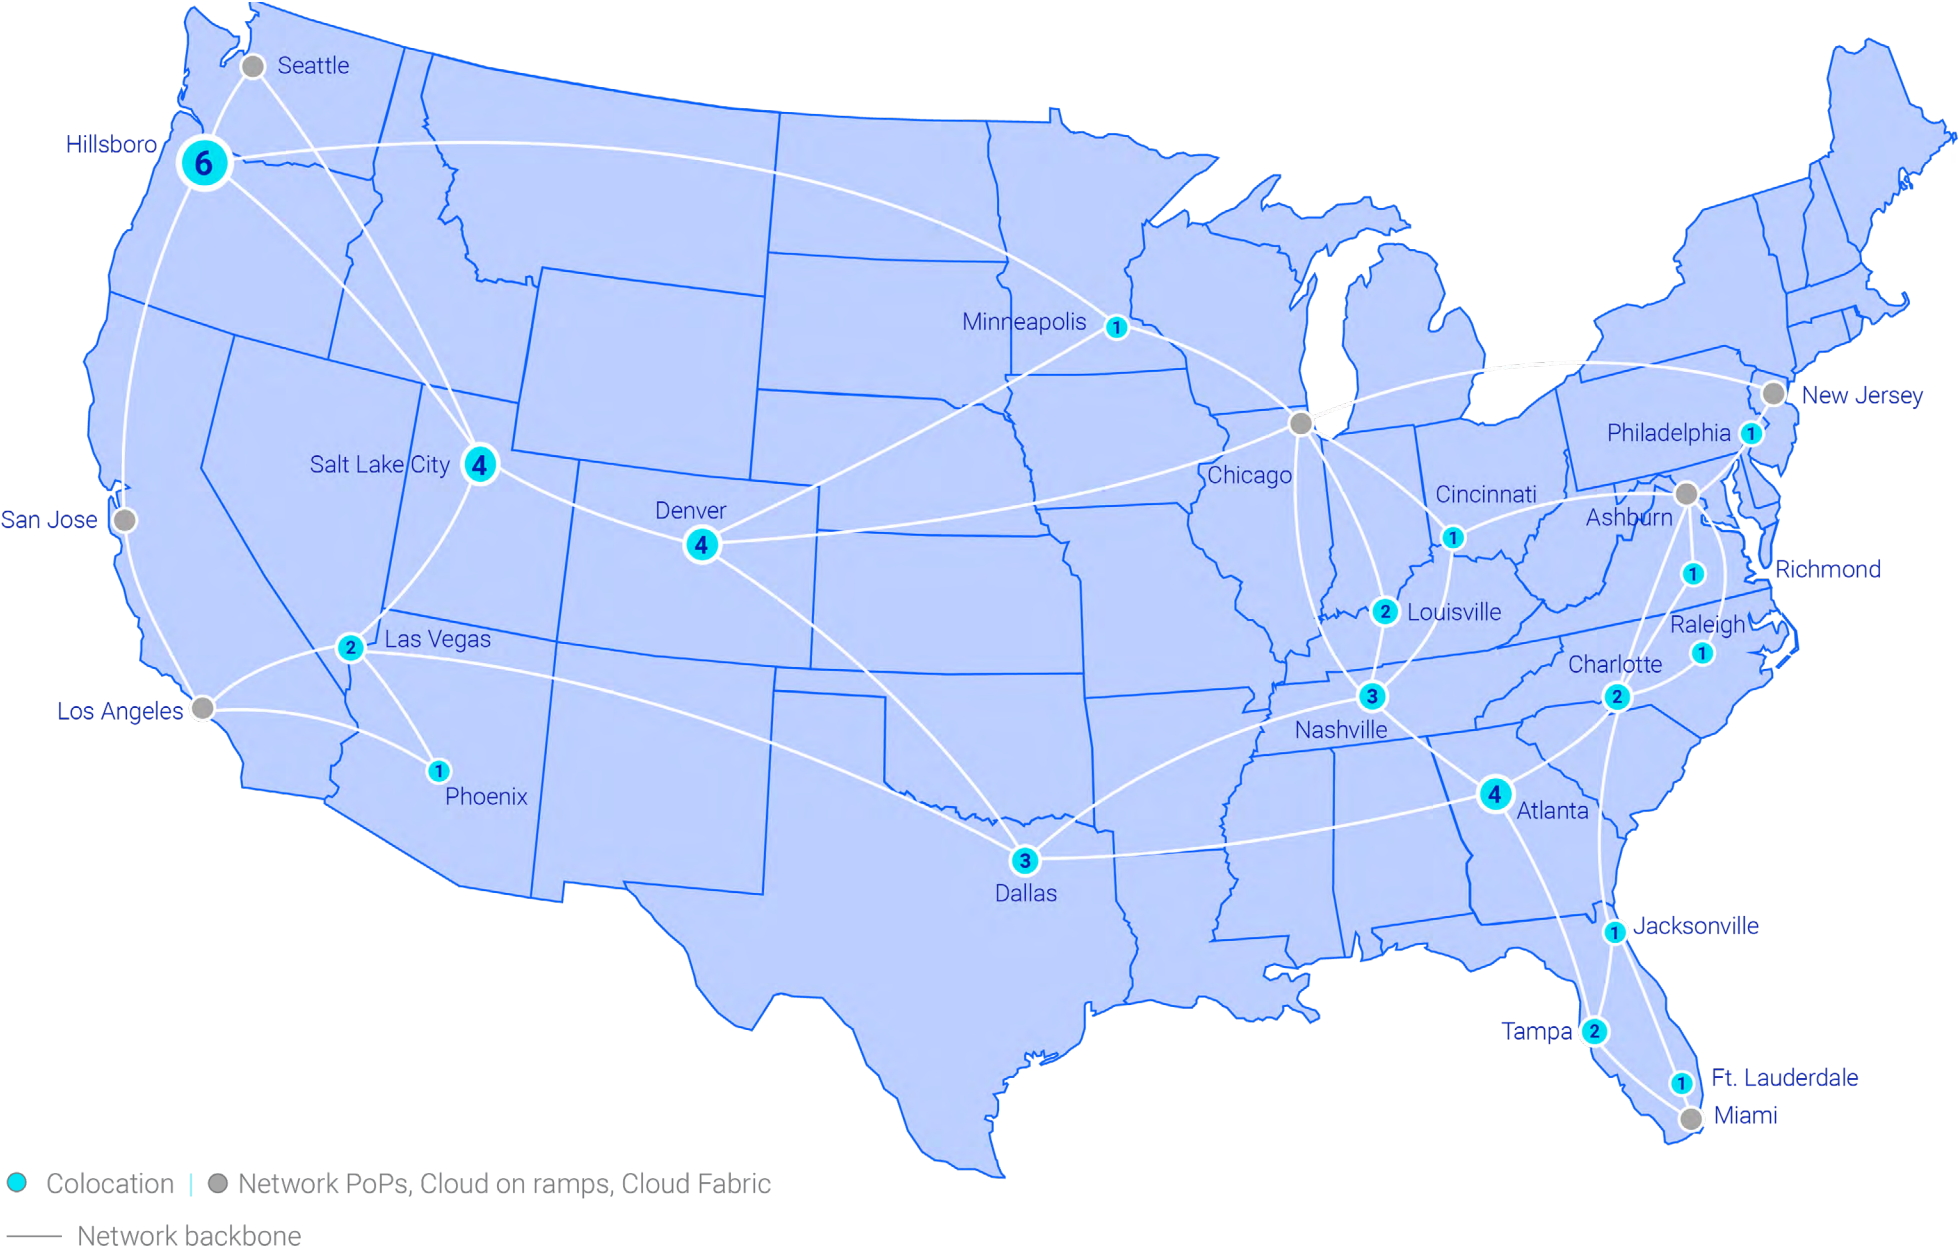 Seattle
Hillsboro
6
Minneapolis
1
New Jersey
Philadelphia
1
Salt Lake City
4
Chicago
Cincinnati
1
Ashburn
San Jose
Denver
4
Richmond
1
2
Louisville
Raleigh
1
Las Vegas
2
Charlotte
2
Los Angeles
3
Nashville
Phoenix
1
4
Atlanta
3
Dallas
1
Jacksonville
Tampa
2
1
Ft. Lauderdale
Miami
Colocation | Network PoPs, Cloud on ramps, Cloud Fabric
Network backbone